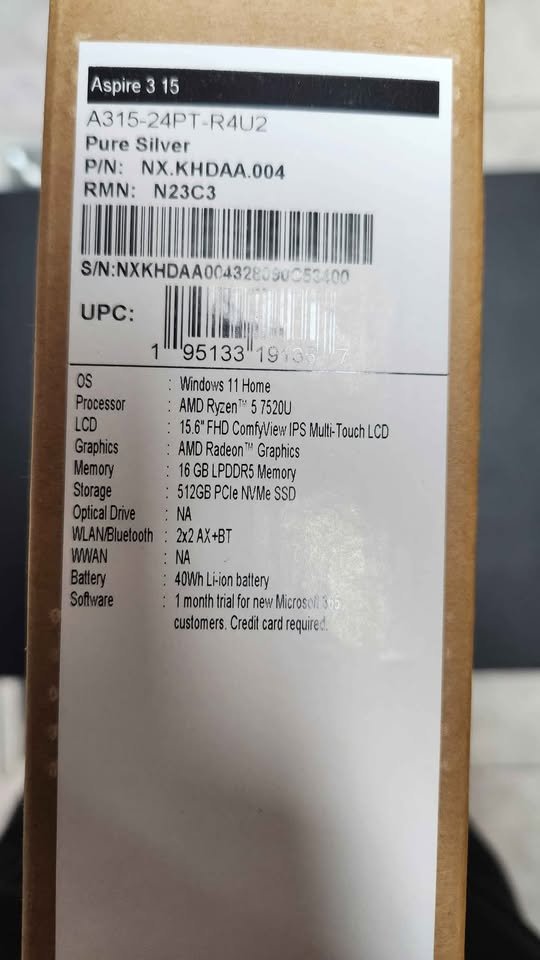 Aspire 3 15
A315-24PT-R4U2
Pure Silver
P/N: NX.KHDAA.004
RMN: N23C3
UPC:
1 95133
OS : Windows 11 Home
Processor : AMD Ryzen™ 5 7520U
LCD : 15.6" FHD ComfyView IPS Multi-Touch LCD
Graphics : AMD Radeon™ Graphics
Memory : 16 GB LPDDR5 Memory
Storage : 512GB PCIe NVMe SSD
Optical Drive : NA
WLAN/Bluetooth : 2x2 AX+BT
WWAN : NA
Battery : 40Wh Li-ion battery
Software : 1 month trial for new Microsoft 365
customers. Credit card required.